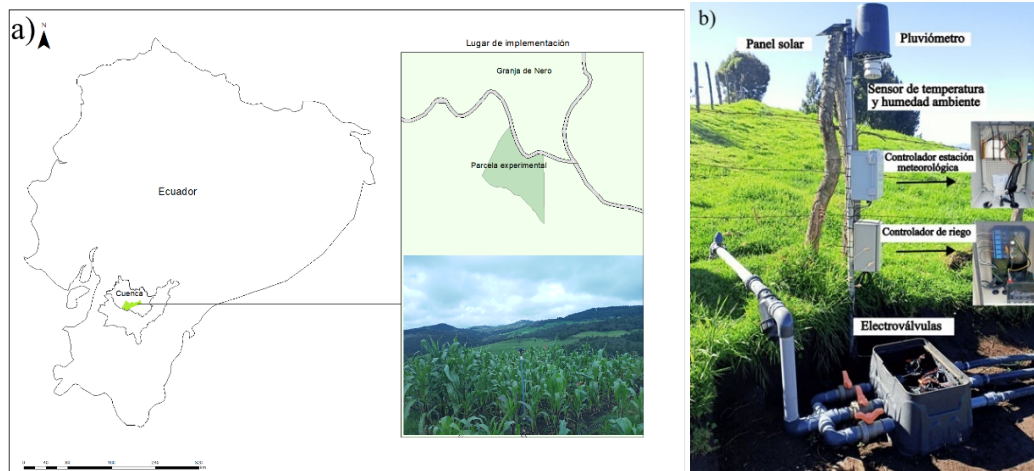 a)
N
Lugar de implementación
Granja de Nero
Parcela experimental
Ecuador
Cuenca
b)
Panel solar
Pluviómetro
Sensor de temperatura
y humedad ambiente
Controlador estación
meteorológica
Controlador de riego
Electroválvulas